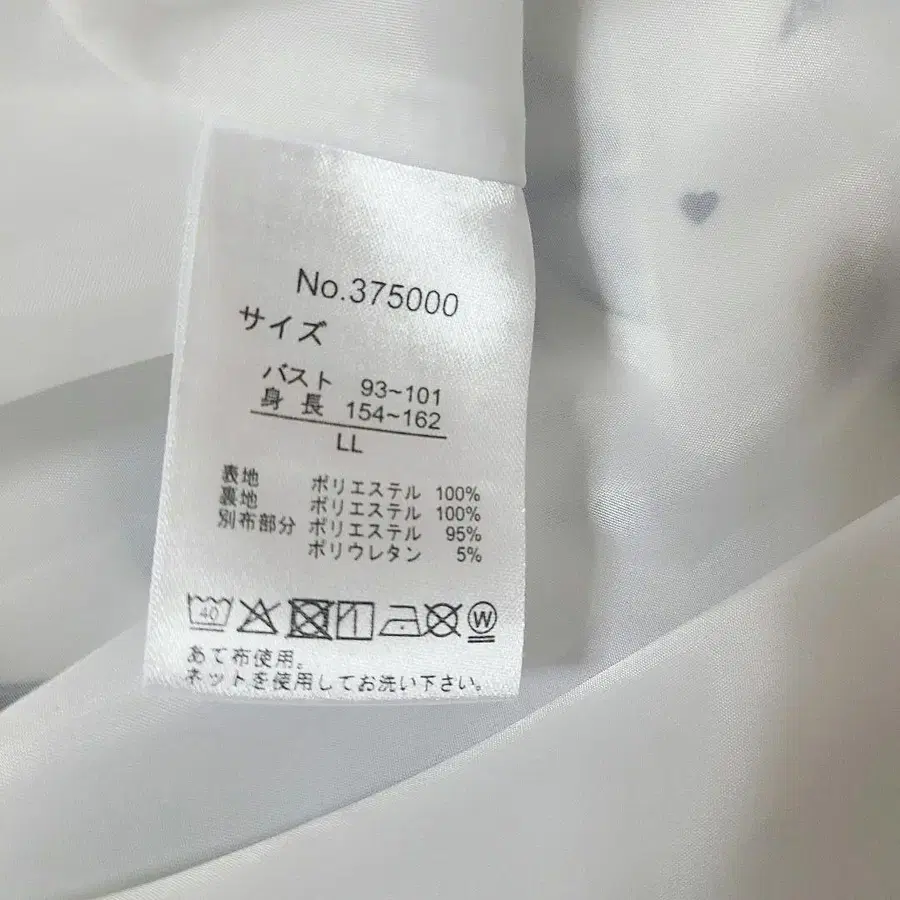 No.375000
サイズ
バスト 93~101
身長 154~162
LL
表地 ポリエステル 100%
裏地 ポリエステル 100%
別布部分 ポリエステル 95%
ポリウレタン 5%
40 W
あて布使用。
ネットを使用してお洗い下さい。